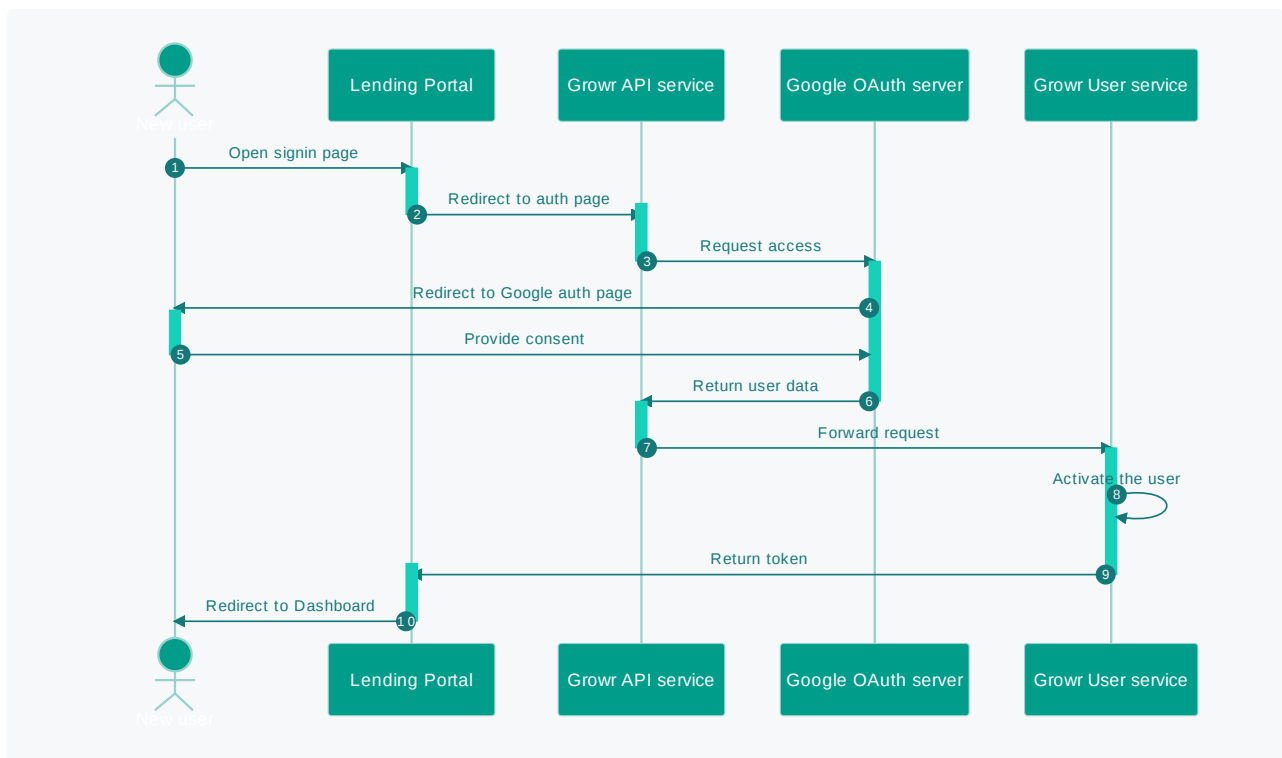 New user
Lending Portal
Growr API service
Google OAuth server
Growr User service
Open signin page
1
Redirect to auth page
2
Request access
3
Redirect to Google auth page
4
Provide consent
5
Return user data
6
Forward request
7
Activate the user
8
Return token
9
Redirect to Dashboard
10
New user
Lending Portal
Growr API service
Google OAuth server
Growr User service